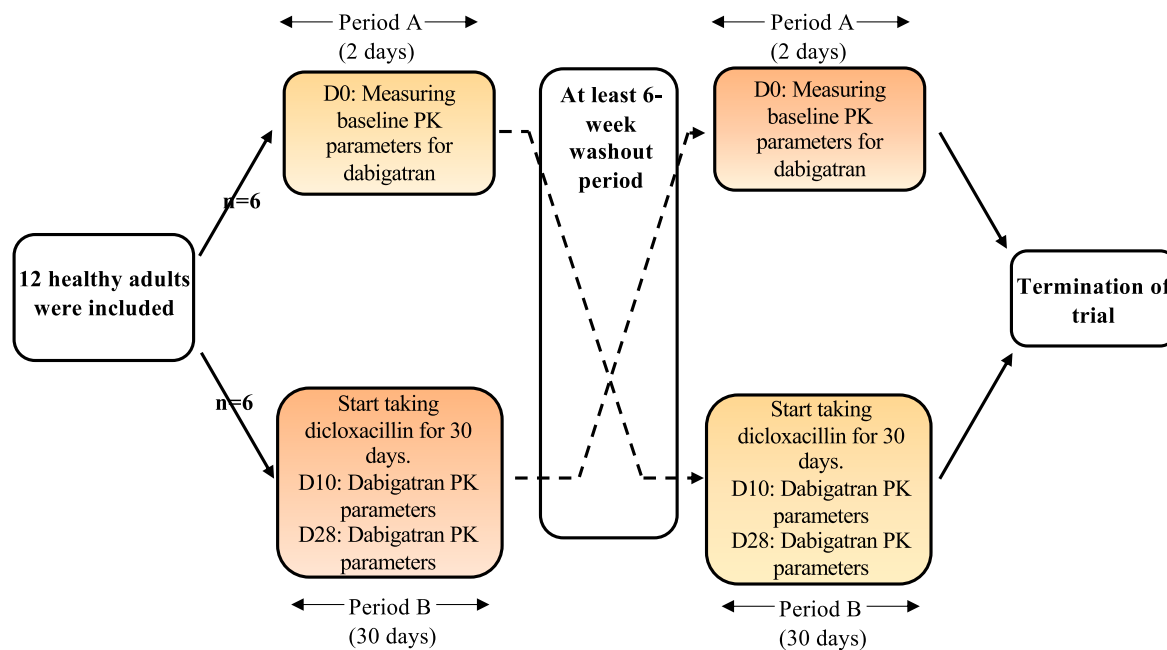 Period A
(2 days)
D0: Measuring
baseline PK
parameters for
dabigatran
n=6
12 healthy adults
were included
n=6
Start taking
dicloxacillin for 30
days.
D10: Dabigatran PK
parameters
D28: Dabigatran PK
parameters
Period B
(30 days)
At least 6-
week
washout
period
Period A
(2 days)
D0: Measuring
baseline PK
parameters for
dabigatran
Start taking
dicloxacillin for 30
days.
D10: Dabigatran PK
parameters
D28: Dabigatran PK
parameters
Period B
(30 days)
Termination of
trial